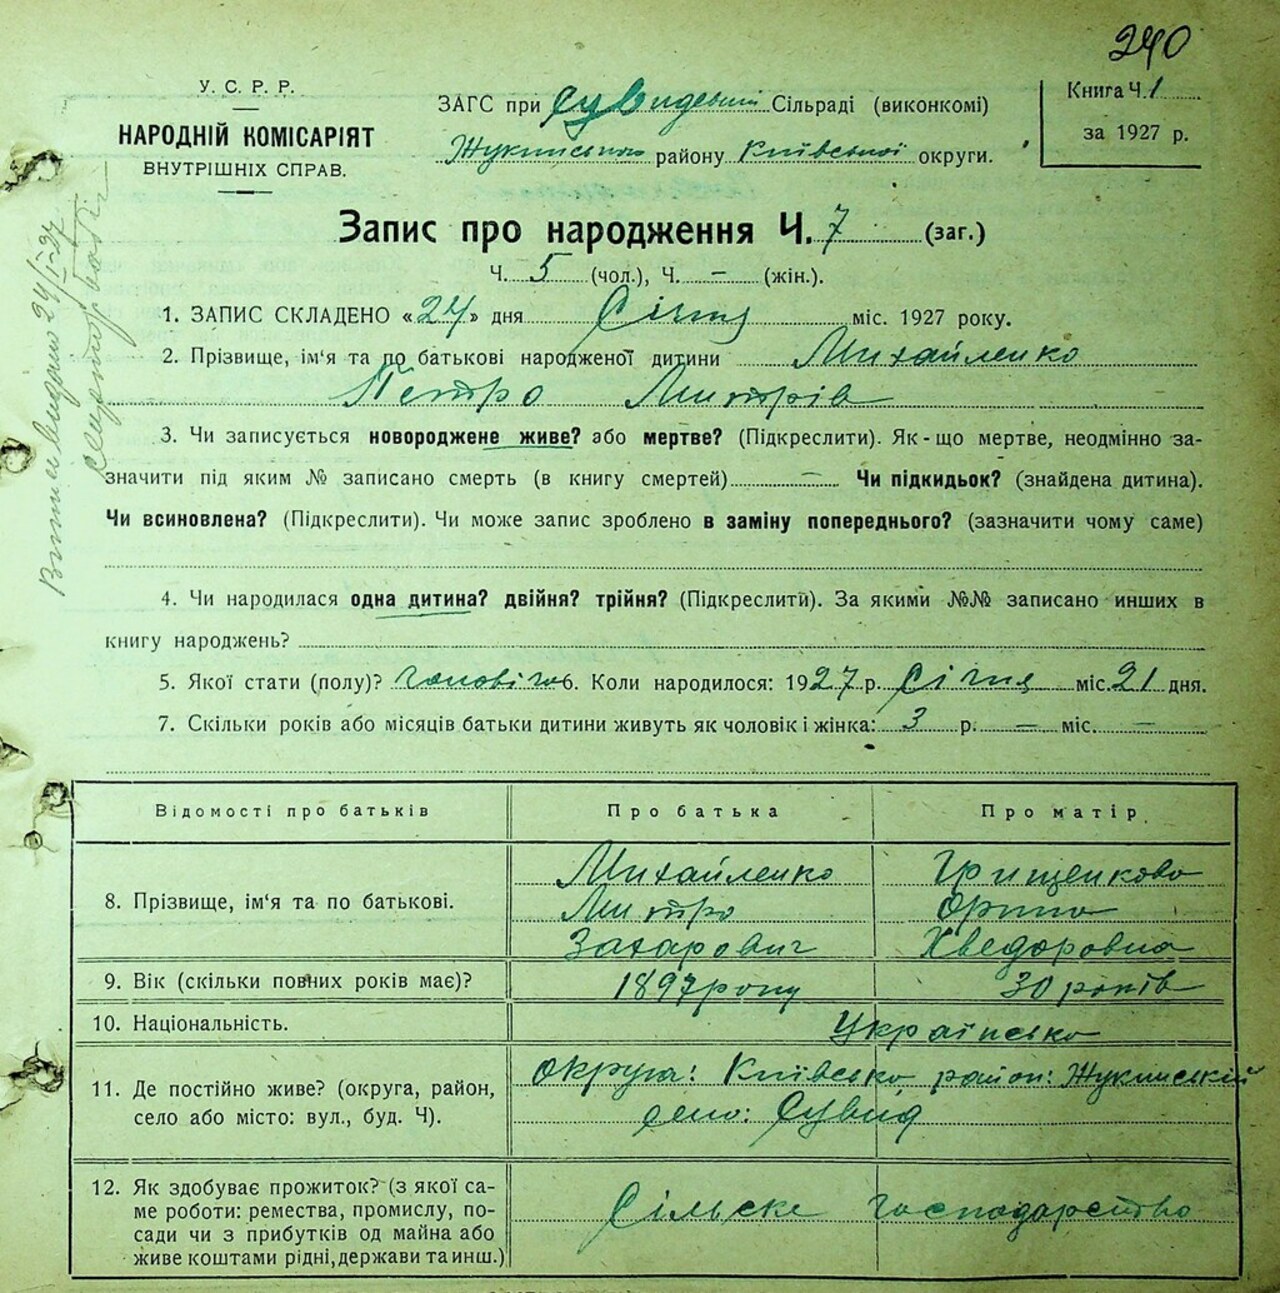 240
У. С. Р. Р.
НАРОДНІЙ КОМІСАРІЯТ
ВНУТРІШНІХ СПРАВ.
ЗАГС при Сувидській Сільраді (виконкомі)
Жукинського району Київської округи.
Книга Ч. 1
за 1927 р.
Запис про народження Ч. 7 (заг.)
Ч. 5 (чол.), Ч. – (жін.).
1. ЗАПИС СКЛАДЕНО «24» дня Січня міс. 1927 року.
2. Прізвище, ім'я та по батькові народженої дитини Михайленко
Петро Митрів
3. Чи записується новороджене живе? або мертве? (Підкреслити). Як-що мертве, неодмінно за-
значити під яким № записано смерть (в книгу смертей) = Чи підкидьок? (знайдена дитина).
Чи всиновлена? (Підкреслити). Чи може запис зроблено в заміну попереднього? (зазначити чому саме)
4. Чи народилася одна дитина? двійня? трійня? (Підкреслити). За якими №№ записано инших в
книгу народжень?
5. Якої стати (полу)? чоловічо 6. Коли народилося: 1927 р. Січня міс. 21 дня.
7. Скільки років або місяців батьки дитини живуть як чоловік і жінка: 3 р. = міс. –
Відомості про батьків Про батька Про матір
8. Прізвище, ім'я та по батькові.
Михайленко Грищенкова
Митро Орина
Захарович Хведоровна
9. Вік (скільки повних років має)? 1897 року 30 років
10. Національність. Українсько
11. Де постійно живе? (округа, район,
село або місто: вул., буд. Ч).
округа: Київсько район: Жукинський
село: Сувид
12. Як здобуває прожиток? (з якої са-
ме роботи: ремества, промислу, по-
сади чи з прибутків од майна або
живе коштами рідні, держави та инш.)
Сільске господарство